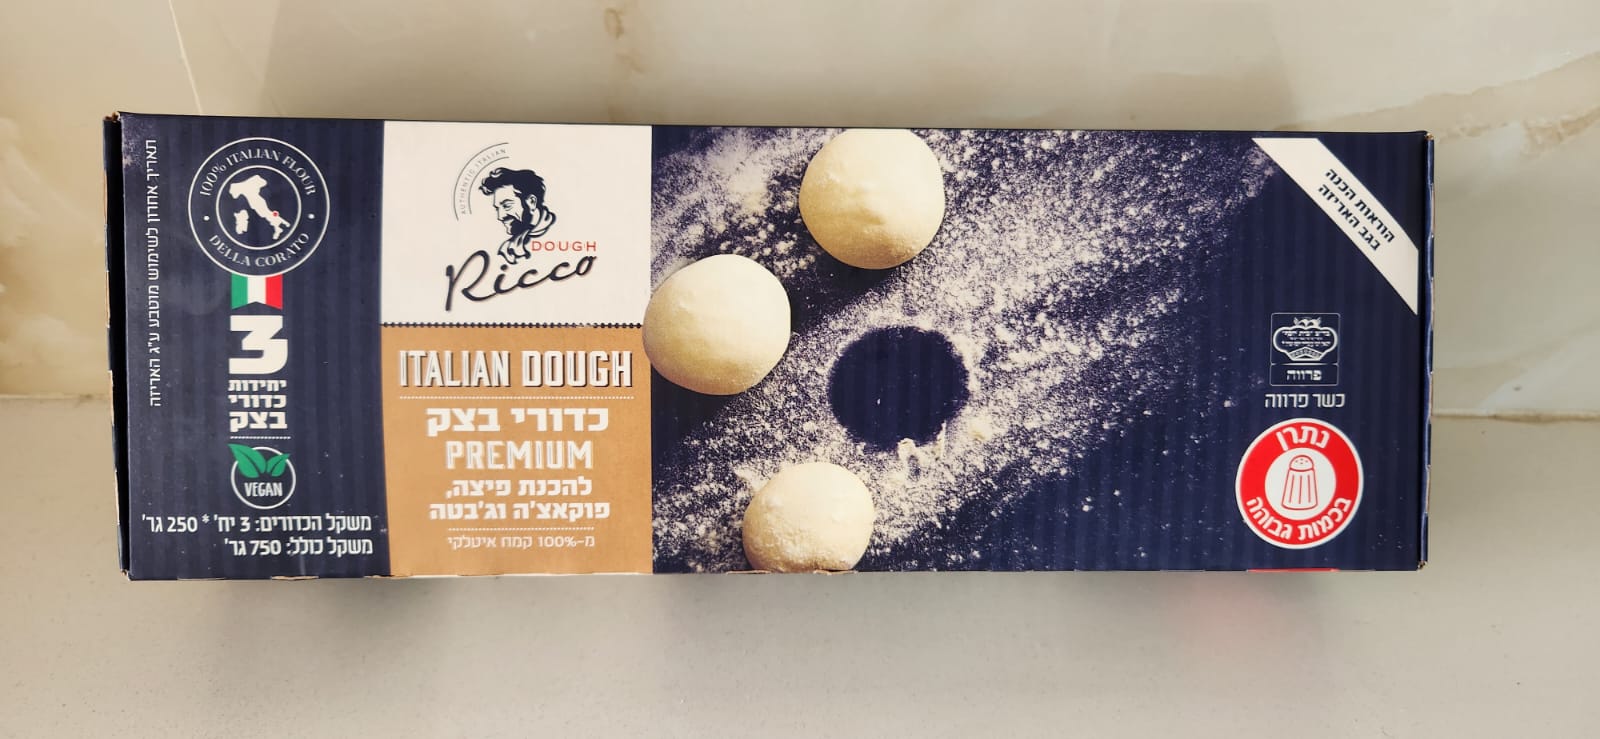 תאריך אחרון לשימוש מוטבע ע"ג האריזה
100% ITALIAN FLOUR
DELLA CORATO
3
יחידות
כדורי
בצק
VEGAN
משקל הכדורים: 3 יח' * 250 גר'
משקל כולל: 750 גר'
AUTHENTIC ITALIAN
DOUGH
Ricco
ITALIAN DOUGH
כדורי בצק
PREMIUM
להכנת פיצה,
פוקאצ'ה וג'בטה
מ-100% קמח איטלקי
הוראות הכנה
בגב האריזה
פרווה
כשר פרווה
נתרן
בכמות גבוהה